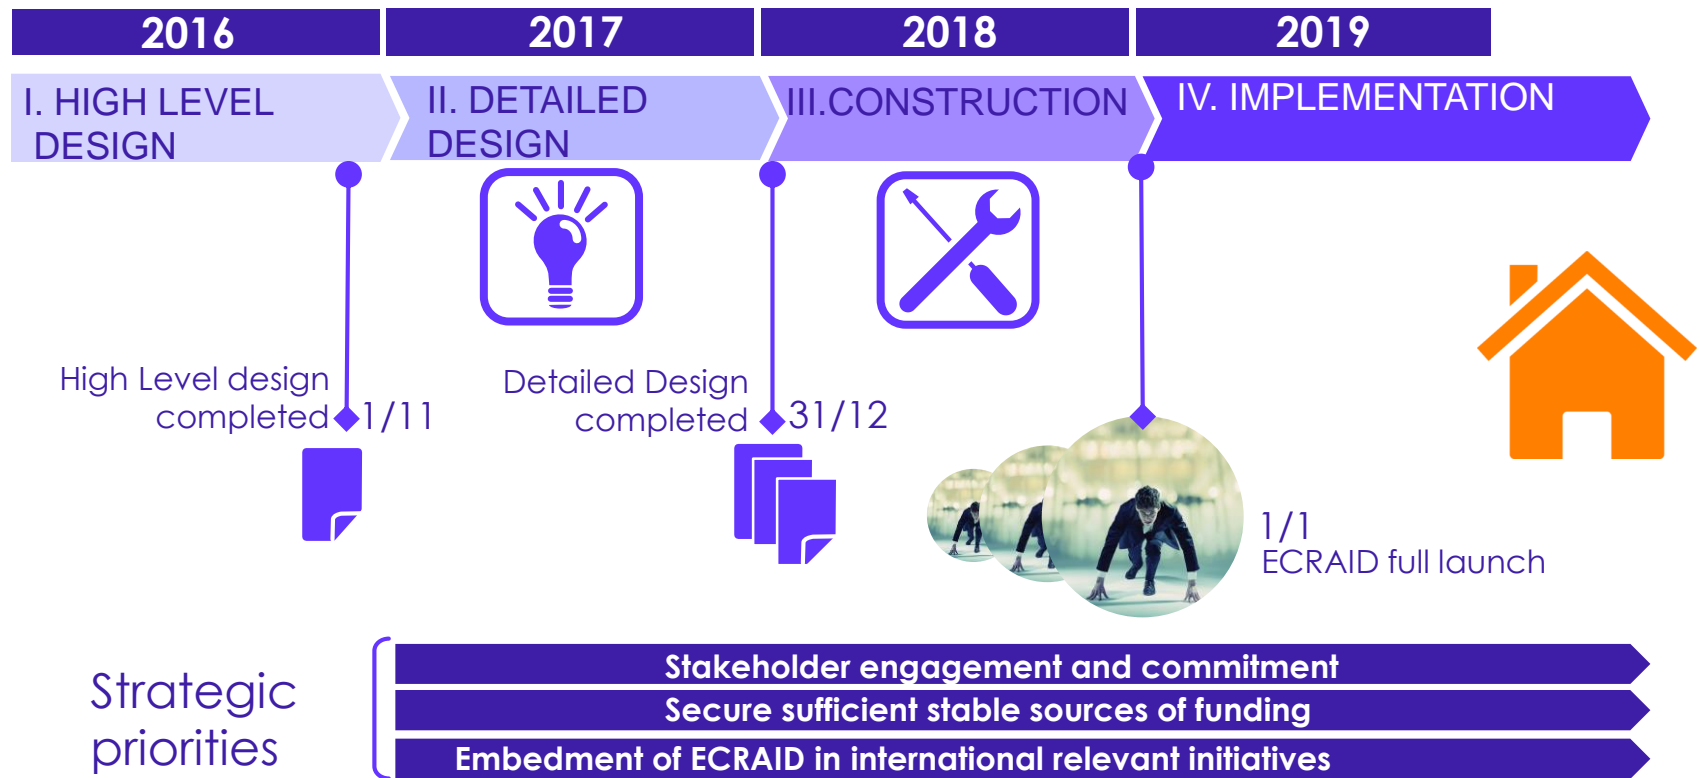 2016
2017
2018
2019
I. HIGH LEVEL
DESIGN
II. DETAILED
DESIGN
III.CONSTRUCTION
IV. IMPLEMENTATION
High Level design
completed
1/11
Detailed Design
completed
31/12
1/1
ECRAID full launch
Strategic
priorities
Stakeholder engagement and commitment
Secure sufficient stable sources of funding
Embedment of ECRAID in international relevant initiatives